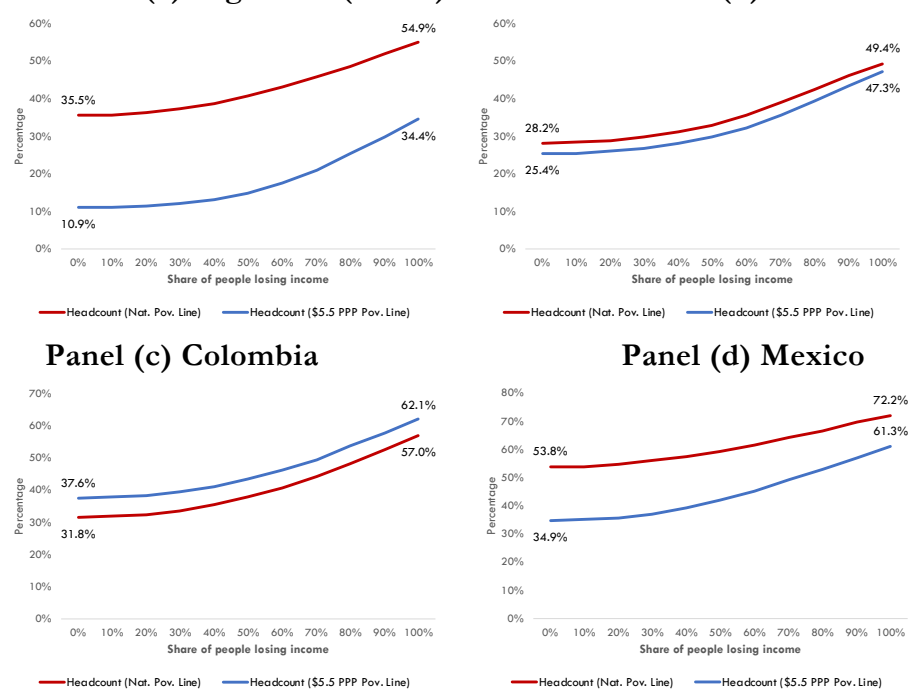 60%
54.9%
50%
40%
35.5%
30%
34.4%
20%
10%
10.9%
0%
Percentage
0% 10% 20% 30% 40% 50% 60% 70% 80% 90% 100%
Share of people losing income
Headcount (Nat. Pov. Line) Headcount ($5.5 PPP Pov. Line)
60%
49.4%
50%
47.3%
40%
30%
28.2%
25.4%
20%
10%
0%
Percentage
0% 10% 20% 30% 40% 50% 60% 70% 80% 90% 100%
Share of people losing income
Headcount (Nat. Pov. Line) Headcount ($5.5 PPP Pov. Line)
Panel (c) Colombia
70%
62.1%
60%
57.0%
50%
40%
37.6%
30%
31.8%
20%
10%
0%
Percentage
0% 10% 20% 30% 40% 50% 60% 70% 80% 90% 100%
Share of people losing income
Headcount (Nat. Pov. Line) Headcount ($5.5 PPP Pov. Line)
Panel (d) Mexico
80%
72.2%
70%
61.3%
60%
53.8%
50%
40%
30%
34.9%
20%
10%
0%
Percentage
0% 10% 20% 30% 40% 50% 60% 70% 80% 90% 100%
Share of people losing income
Headcount (Nat. Pov. Line) Headcount ($5.5 PPP Pov. Line)